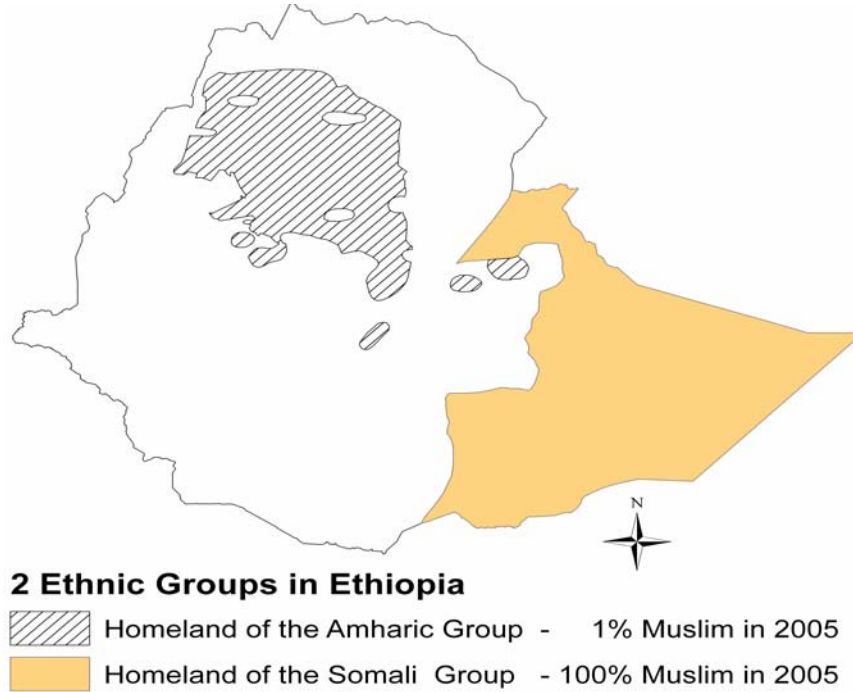 N
2 Ethnic Groups in Ethiopia
Homeland of the Amharic Group - 1% Muslim in 2005
Homeland of the Somali Group - 100% Muslim in 2005